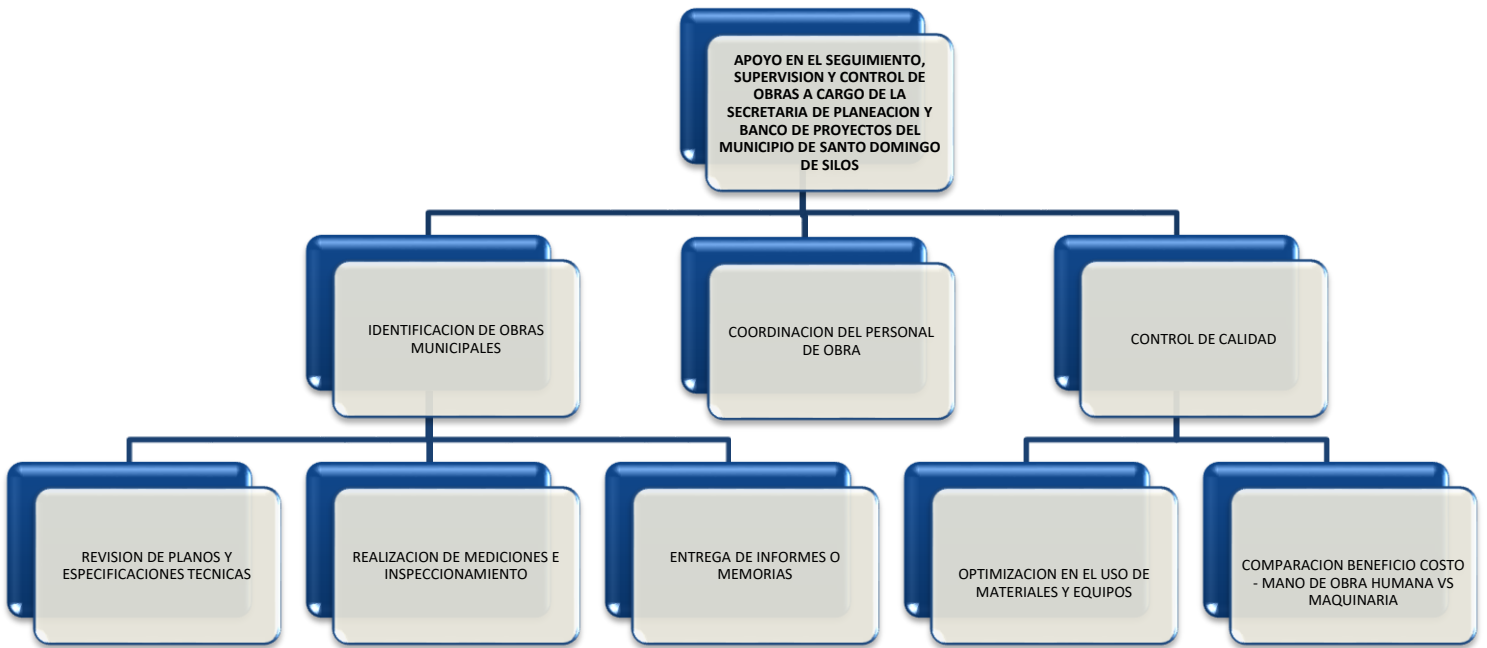 APOYO EN EL SEGUIMIENTO,
SUPERVISION Y CONTROL DE
OBRAS A CARGO DE LA
SECRETARIA DE PLANEACION Y
BANCO DE PROYECTOS DEL
MUNICIPIO DE SANTO DOMINGO
DE SILOS
IDENTIFICACION DE OBRAS
MUNICIPALES
COORDINACION DEL PERSONAL
DE OBRA
CONTROL DE CALIDAD
REVISION DE PLANOS Y
ESPECIFICACIONES TECNICAS
REALIZACION DE MEDICIONES E
INSPECCIONAMIENTO
ENTREGA DE INFORMES O
MEMORIAS
OPTIMIZACION EN EL USO DE
MATERIALES Y EQUIPOS
COMPARACION BENEFICIO COSTO
- MANO DE OBRA HUMANA VS
MAQUINARIA